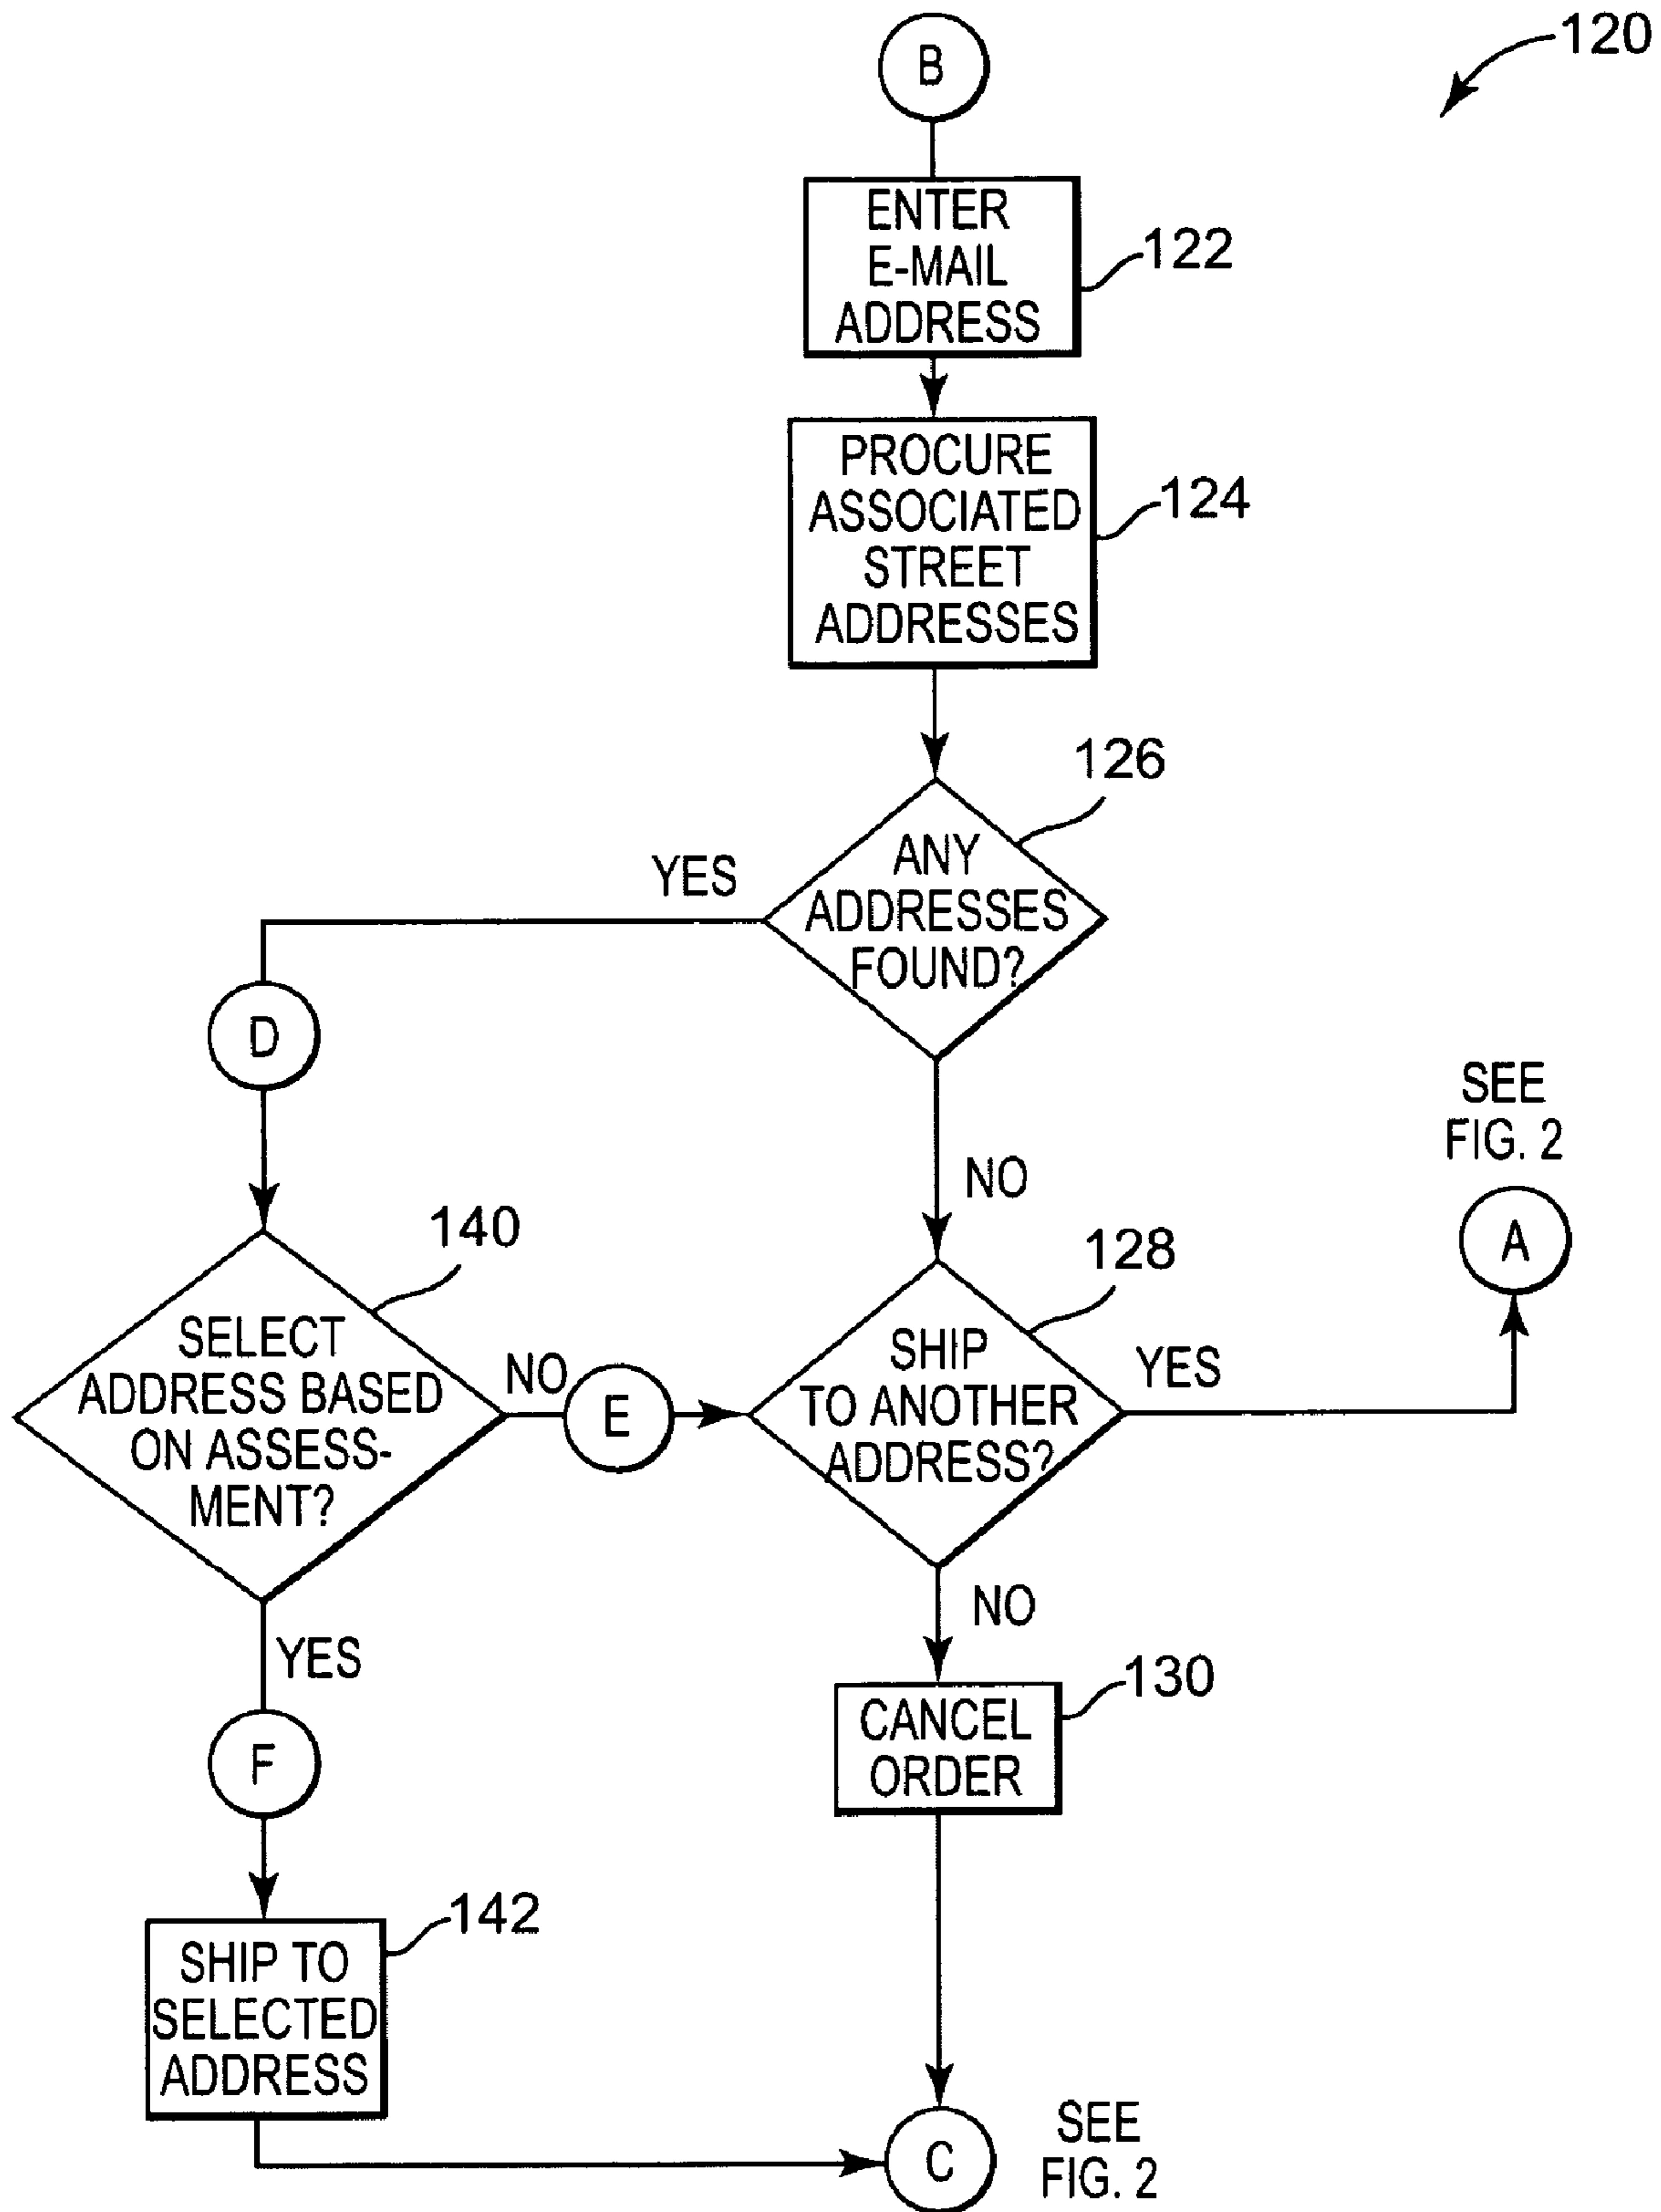 120
B
ENTER
E-MAIL
ADDRESS
122
PROCURE
ASSOCIATED
STREET
ADDRESSES
124
126
ANY
ADDRESSES
FOUND?
YES
D
NO
SEE
FIG. 2
A
140
SELECT
ADDRESS BASED
ON ASSESS-
MENT?
NO
E
128
SHIP
TO ANOTHER
ADDRESS?
YES
YES
NO
F
130
CANCEL
ORDER
142
SHIP TO
SELECTED
ADDRESS
C
SEE
FIG. 2